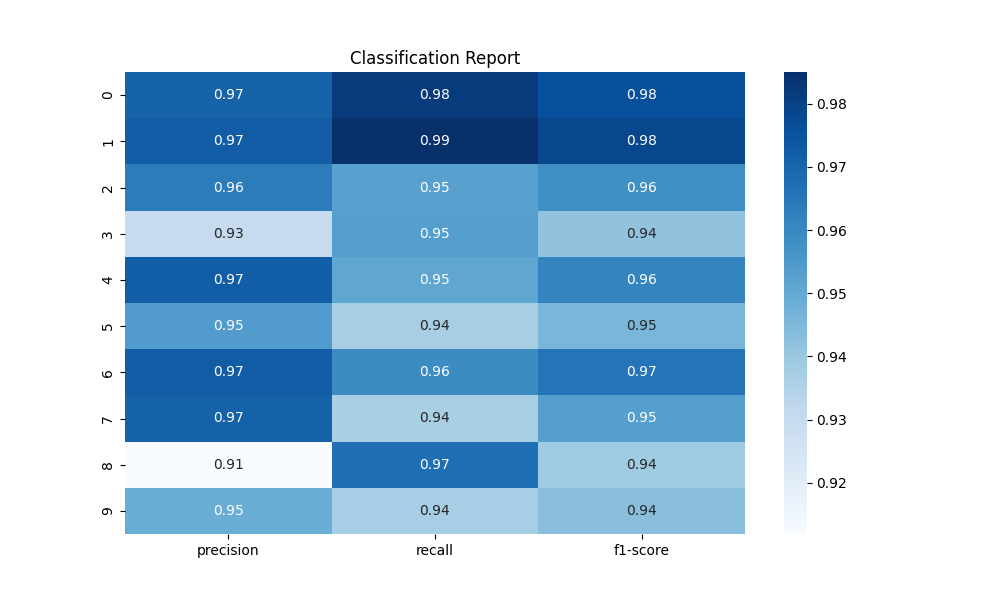 Classification Report
0 0.97 0.98 0.98 0.98
1 0.97 0.99 0.98 0.97
2 0.96 0.95 0.96 0.96
3 0.93 0.95 0.94 0.95
4 0.97 0.95 0.96 0.94
5 0.95 0.94 0.95 0.93
6 0.97 0.96 0.97 0.92
7 0.97 0.94 0.95
8 0.91 0.97 0.94
9 0.95 0.94 0.94
precision recall f1-score